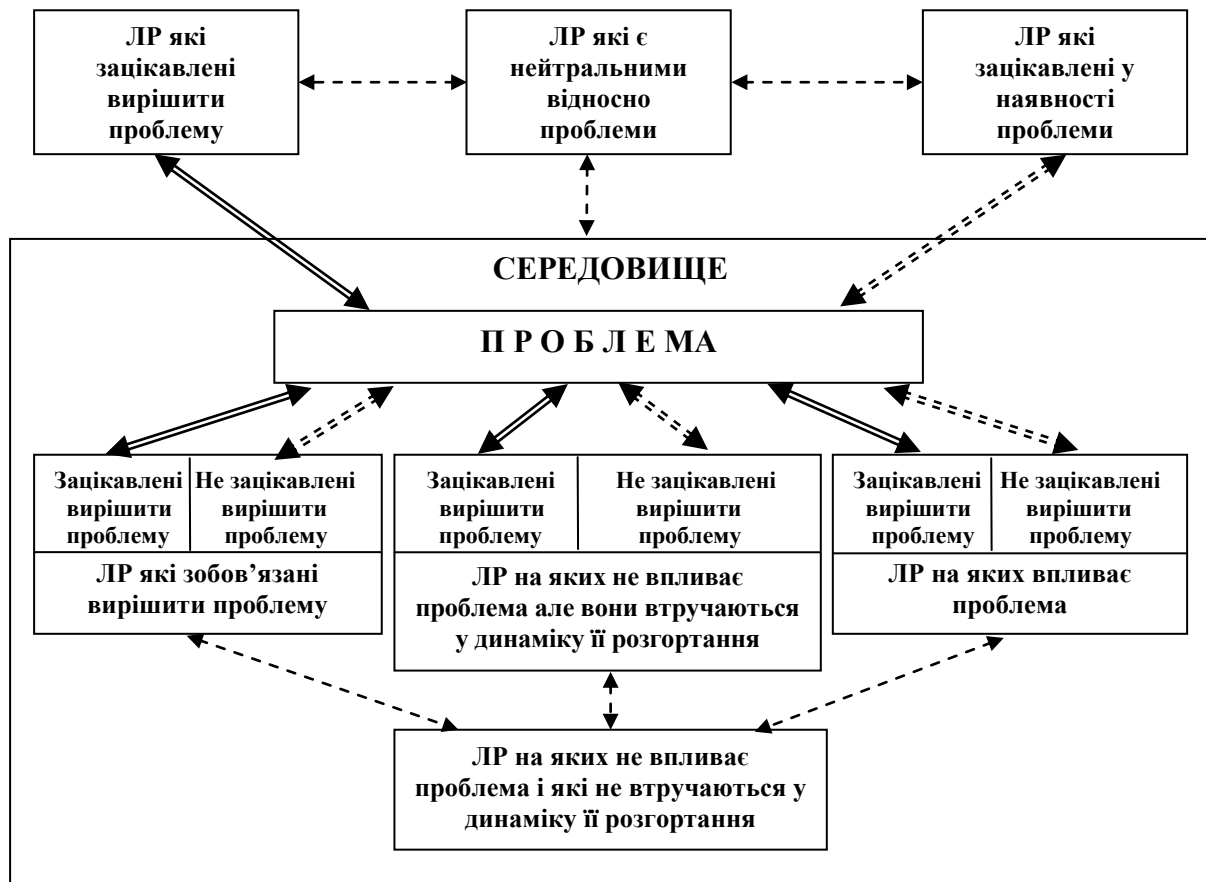 ЛР які
зацікавлені
вирішити
проблему
ЛР які є
нейтральними
відносно
проблеми
ЛР які
зацікавлені у
наявності
проблеми
СЕРЕДОВИЩЕ
П Р О Б Л Е МА
Зацікавлені
вирішити
проблему
Не зацікавлені
вирішити
проблему
ЛР які зобов’язані
вирішити проблему
Зацікавлені
вирішити
проблему
Не зацікавлені
вирішити
проблему
ЛР на яких не впливає
проблема але вони втручаються
у динаміку її розгортання
Зацікавлені
вирішити
проблему
Не зацікавлені
вирішити
проблему
ЛР на яких впливає
проблема
ЛР на яких не впливає
проблема і які не втручаються у
динаміку її розгортання